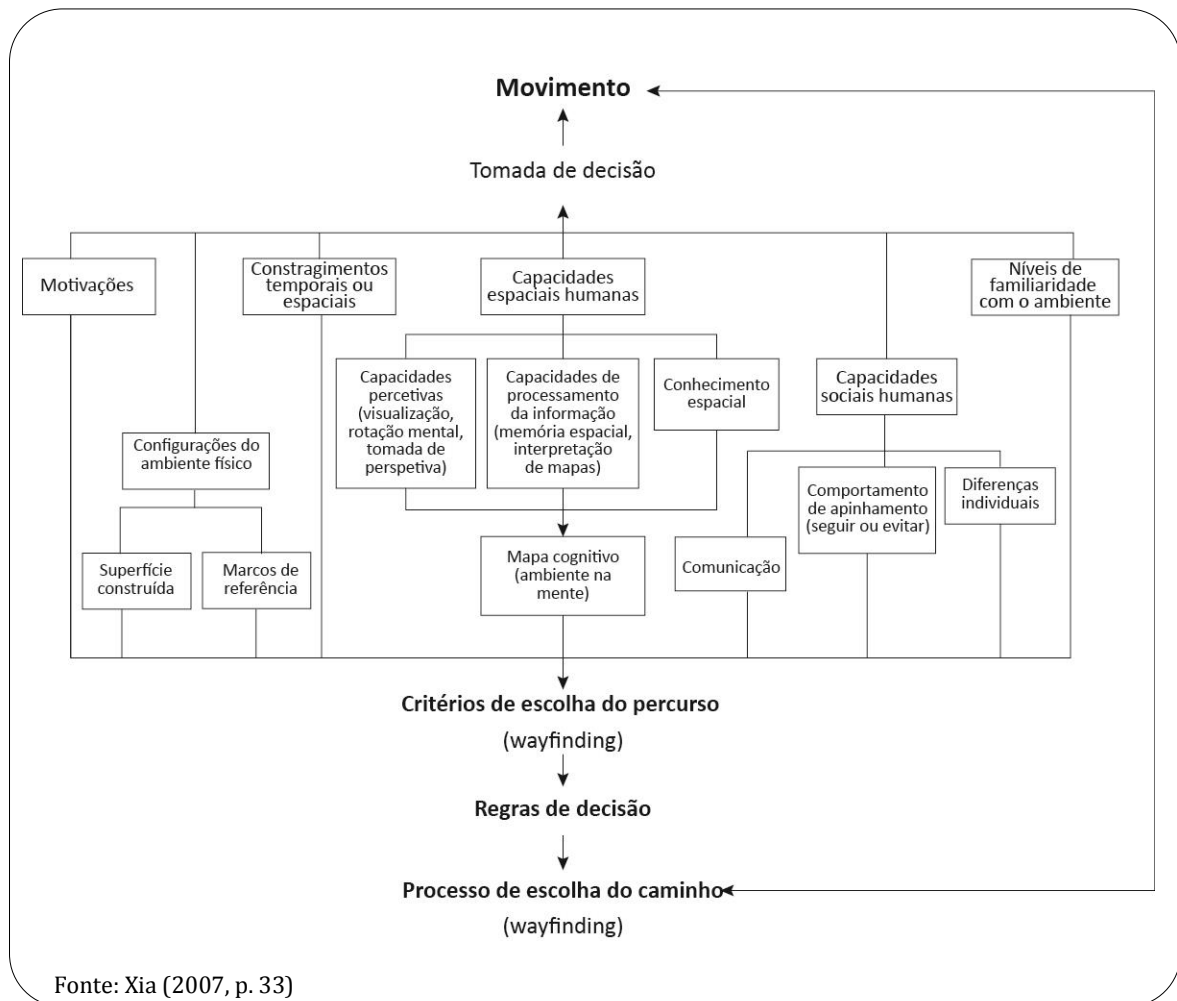 Movimento
Tomada de decisão
Motivações
Constragimentos
temporais ou
espaciais
Capacidades
espaciais humanas
Níveis de
familiaridade
com o ambiente
Capacidades
percetivas
(visualização,
rotação mental,
tomada de
perspetiva)
Capacidades de
processamento
da informação
(memória espacial,
interpretação
de mapas)
Conhecimento
espacial
Capacidades
sociais humanas
Configurações do
ambiente físico
Superfície
construída
Marcos de
referência
Mapa cognitivo
(ambiente na
mente)
Comunicação
Comportamento
de apinhamento
(seguir ou evitar)
Diferenças
individuais
Critérios de escolha do percurso
(wayfinding)
Regras de decisão
Processo de escolha do caminho
(wayfinding)
Fonte: Xia (2007, p. 33)